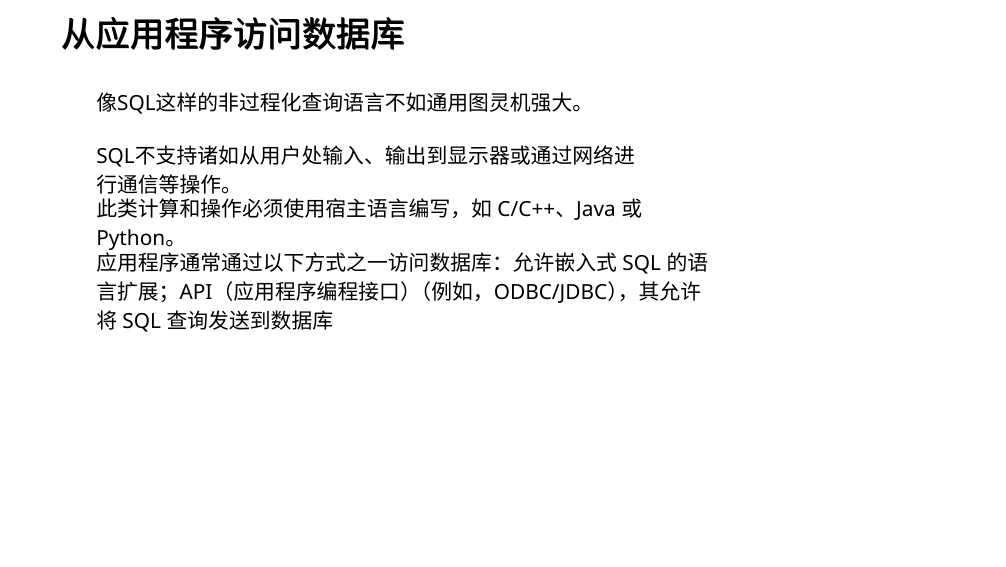 从应用程序访问数据库
像SQL这样的非过程化查询语言不如通用图灵机强大。
SQL不支持诸如从用户处输入、输出到显示器或通过网络进
行通信等操作。
此类计算和操作必须使用宿主语言编写，如 C/C++、Java 或
Python。
应用程序通常通过以下方式之一访问数据库：允许嵌入式 SQL 的语
言扩展；API（应用程序编程接口）（例如，ODBC/JDBC），其允许
将 SQL 查询发送到数据库